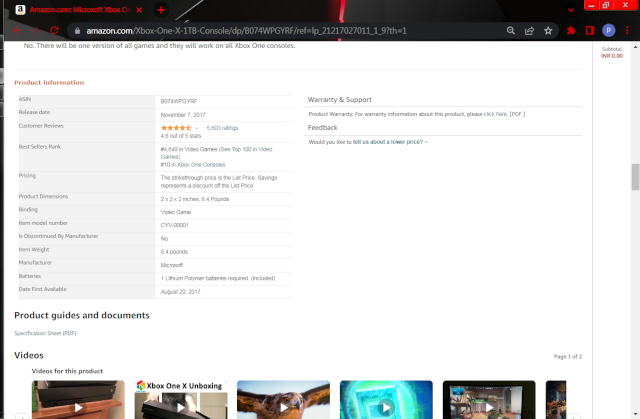 Amazon.com: Microsoft Xbox On
amazon.com/Xbox-One-X-1TB-Console/dp/B074WPGYRF/ref=lp_21217027011_1_9?th=1
P
No. There will be one version of all games and they will work on all Xbox One consoles.
Subtotal
INR 0.00
Product information
ASIN B074WPGYRF
Release date November 7, 2017
Customer Reviews 5,603 ratings
4.6 out of 5 stars
Best Sellers Rank #4,649 in Video Games (See Top 100 in Video
Games)
#10 in Xbox One Consoles
Pricing The strikethrough price is the List Price. Savings
represents a discount off the List Price.
Product Dimensions 2 x 2 x 2 inches; 8.4 Pounds
Binding Video Game
Item model number CYV-00001
Is Discontinued By Manufacturer No
Item Weight 8.4 pounds
Manufacturer Microsoft
Batteries 1 Lithium Polymer batteries required. (included)
Date First Available August 20, 2017
Warranty & Support
Product Warranty: For warranty information about this product, please click here. [PDF ]
Feedback
Would you like to tell us about a lower price?
Product guides and documents
Specification Sheet (PDF)
Videos
Page 1 of 2
Videos for this product
Xbox One X Unboxing